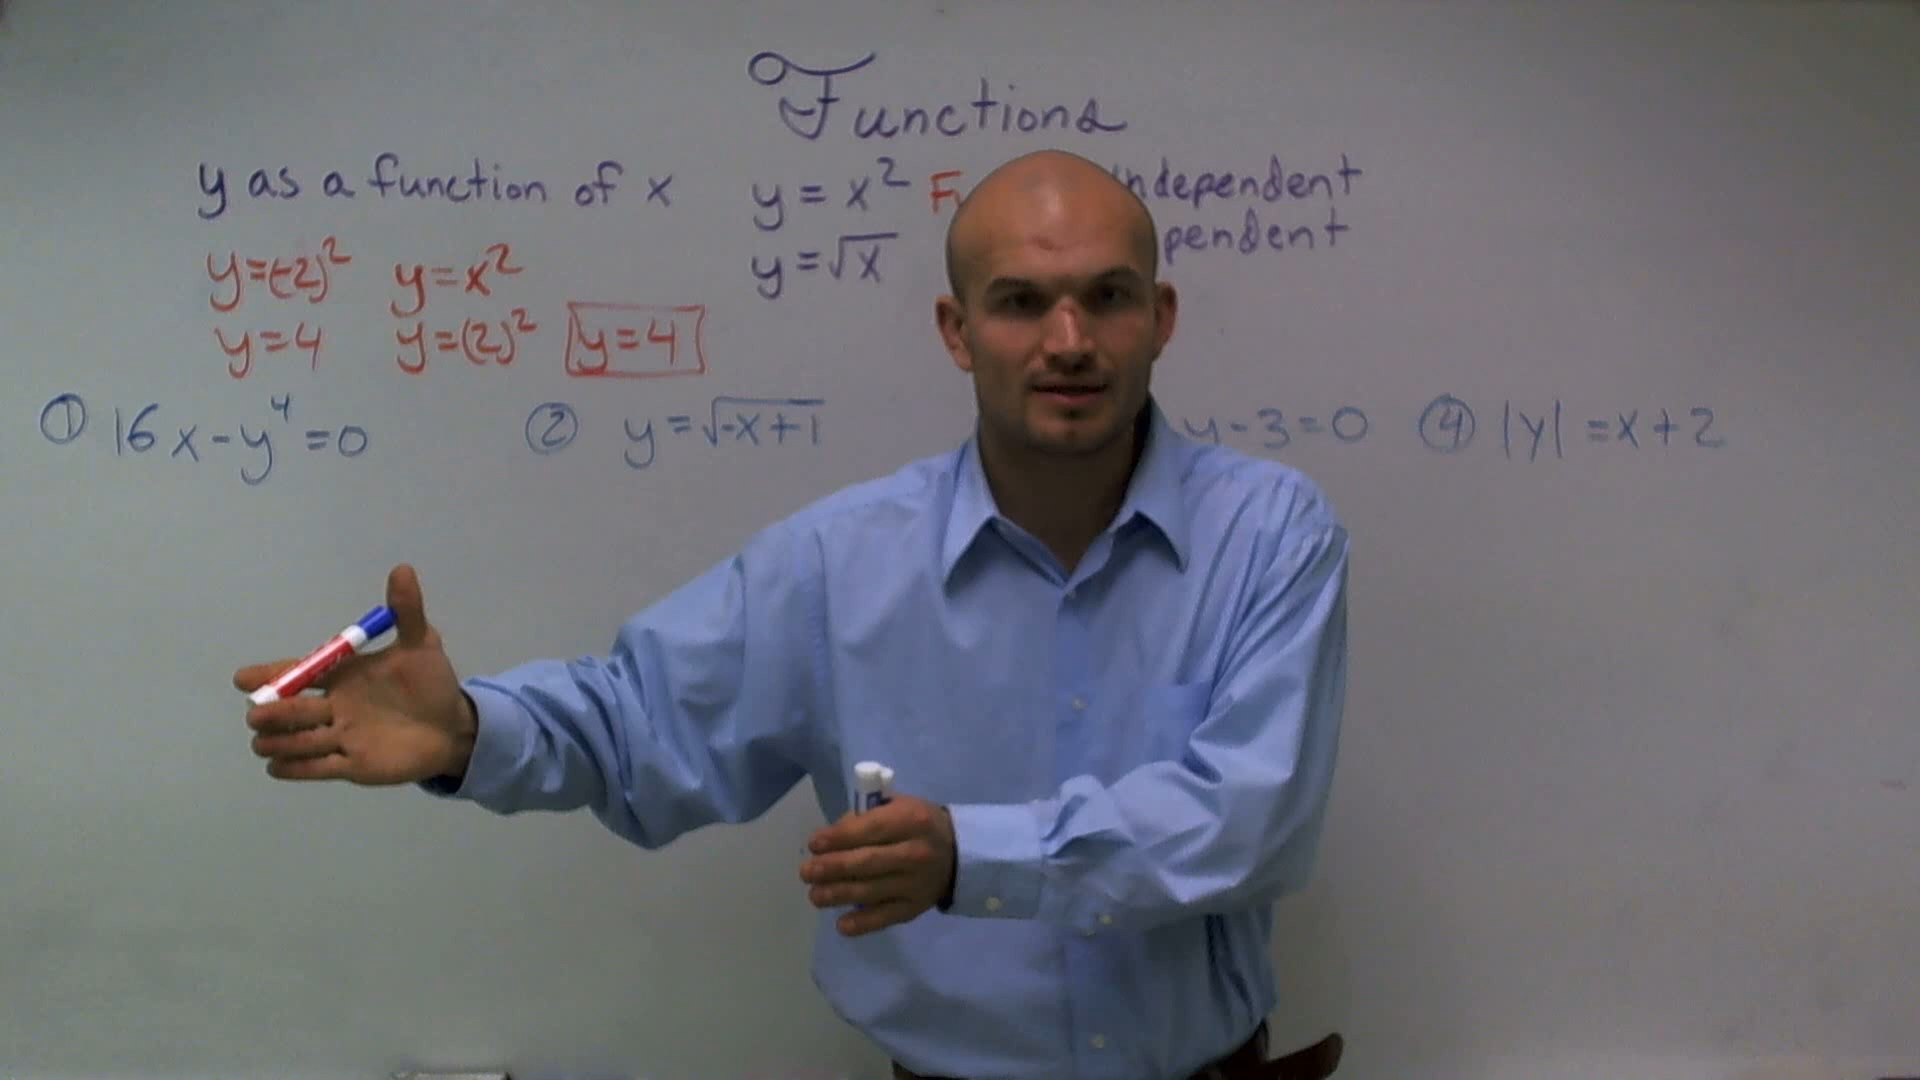 Functions
y as a function of x y = x² independent
y = √x pendent
y=(-2)² y = x²
y = 4 y=(2)² y=4
① 16x - y⁴ = 0 ② y = √-x+1 y - 3 = 0 ④ |y| = x + 2